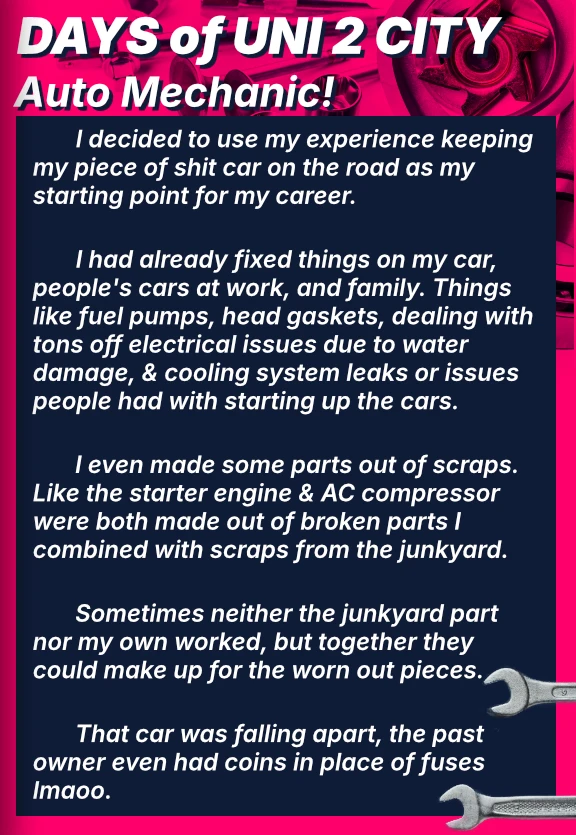 DAYS of UNI 2 CITY
Auto Mechanic!
I decided to use my experience keeping
my piece of shit car on the road as my
starting point for my career.
I had already fixed things on my car,
people's cars at work, and family. Things
like fuel pumps, head gaskets, dealing with
tons off electrical issues due to water
damage, & cooling system leaks or issues
people had with starting up the cars.
I even made some parts out of scraps.
Like the starter engine & AC compressor
were both made out of broken parts I
combined with scraps from the junkyard.
Sometimes neither the junkyard part
nor my own worked, but together they
could make up for the worn out pieces.
That car was falling apart, the past
owner even had coins in place of fuses
lmaoo.